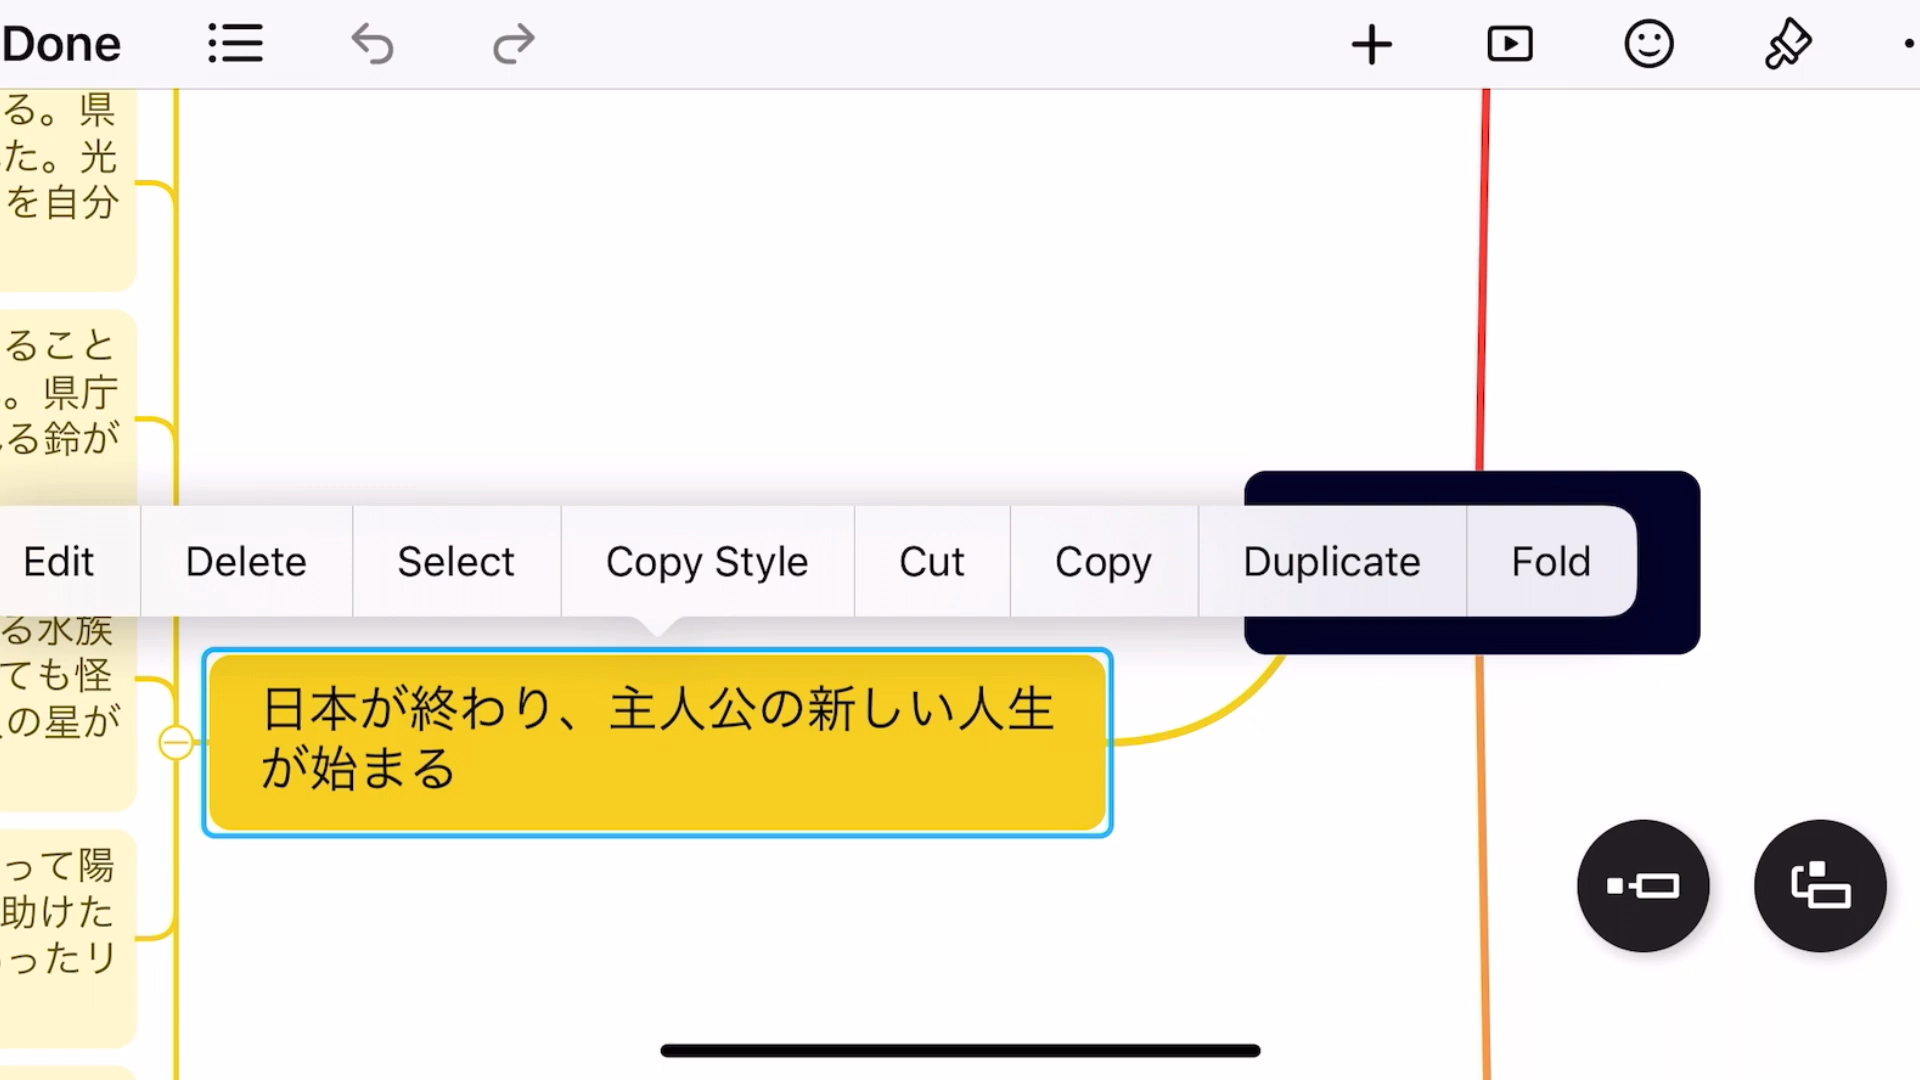 Done
る。県
た。光
を自分
ること
。県庁
る鈴が
Edit Delete Select Copy Style Cut Copy Duplicate Fold
る水族
ても怪
の星が
日本が終わり、主人公の新しい人生
が始まる
って陽
助けた
ったリ